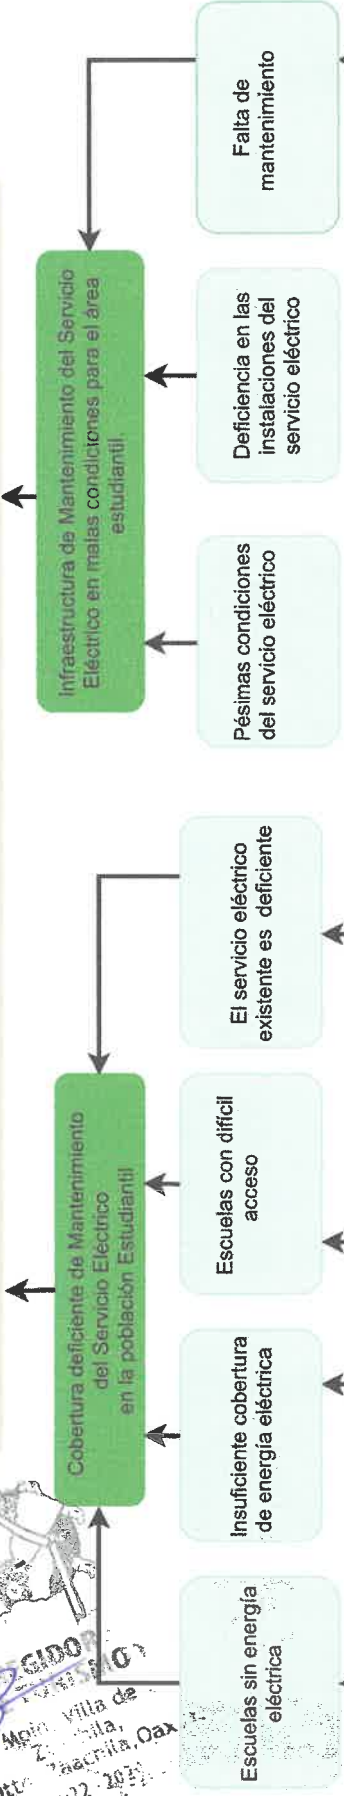 Cobertura deficiente de Mantenimiento
del Servicio Eléctrico
en la población Estudiantil
Infraestructura de Mantenimiento del Servicio
Eléctrico en malas condiciones para el área
estudiantil.
Escuelas sin energía
eléctrica
Insuficiente cobertura
de energía eléctrica
Escuelas con difícil
acceso
El servicio eléctrico
existente es deficiente
Pésimas condiciones
del servicio eléctrico
Deficiencia en las
instalaciones del
servicio eléctrico
Falta de
mantenimiento
Villa de
Oax